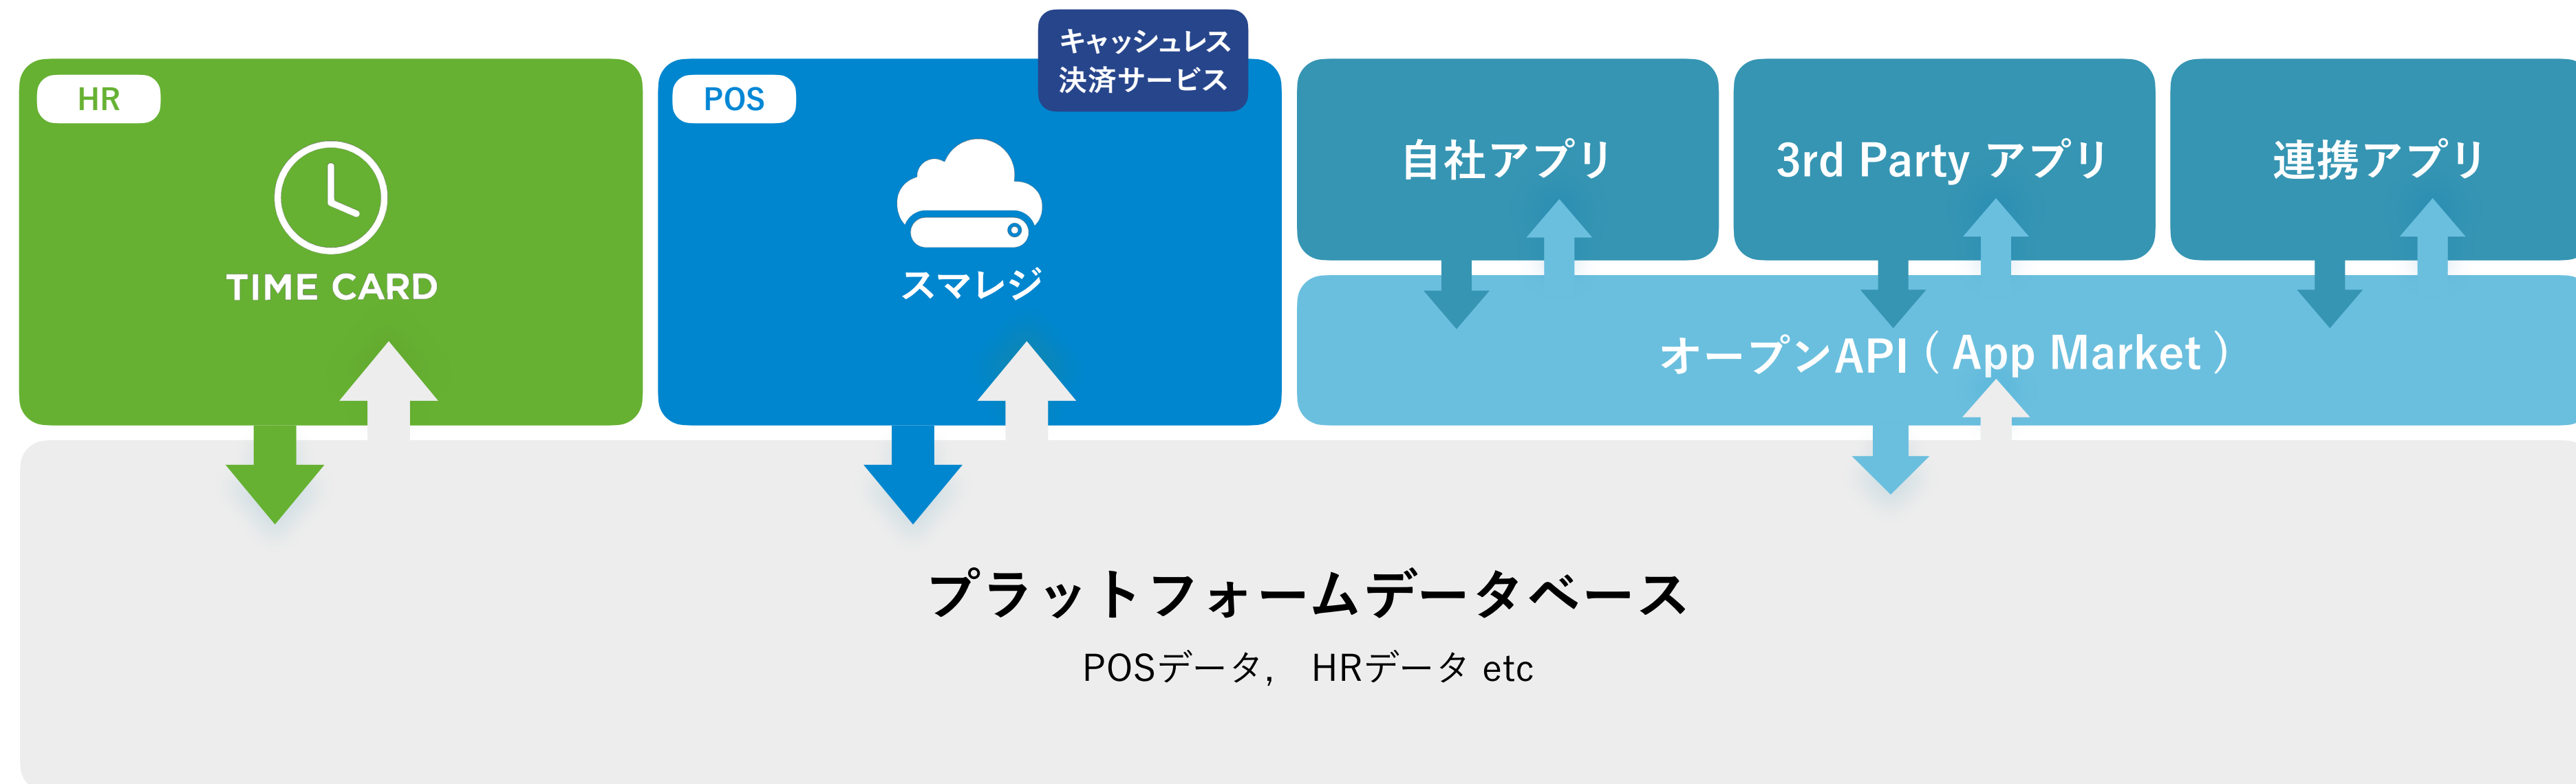 キャッシュレス
決済サービス
HR
TIME CARD
POS
スマレジ
自社アプリ
3rd Party アプリ
連携アプリ
オープンAPI ( App Market )
プラットフォームデータベース
POSデータ,　HRデータ etc